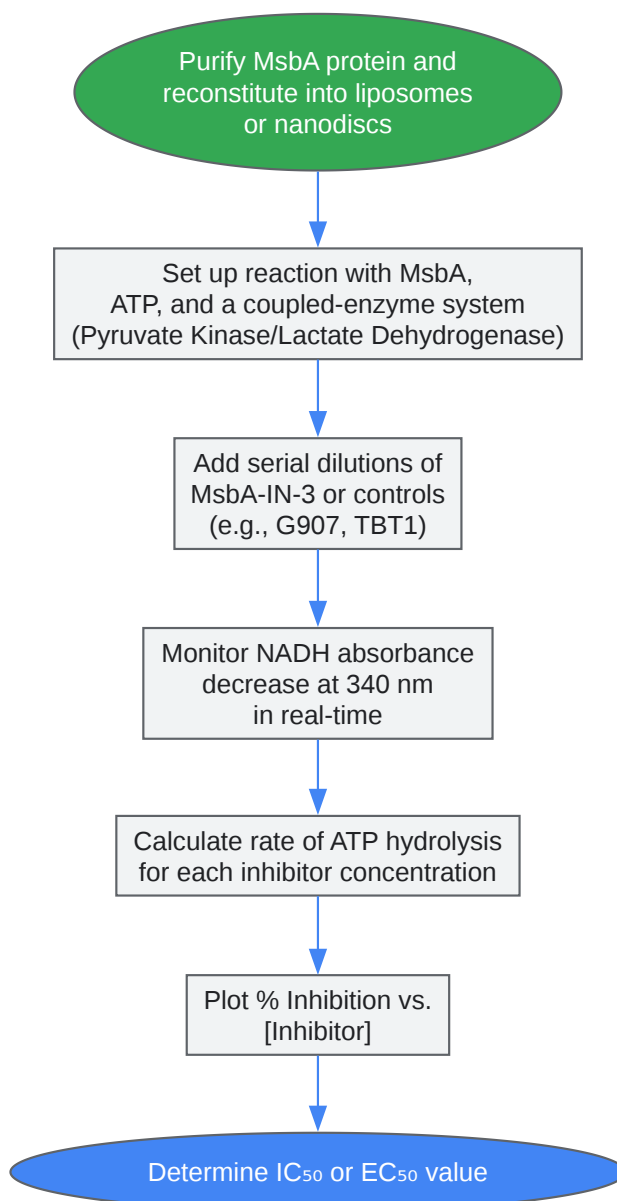 Purify MsbA protein and
reconstitute into liposomes
or nanodiscs
Set up reaction with MsbA,
ATP, and a coupled-enzyme system
(Pyruvate Kinase/Lactate Dehydrogenase)
Add serial dilutions of
MsbA-IN-3 or controls
(e.g., G907, TBT1)
Monitor NADH absorbance
decrease at 340 nm
in real-time
Calculate rate of ATP hydrolysis
for each inhibitor concentration
Plot % Inhibition vs.
[Inhibitor]
Determine IC₅₀ or EC₅₀ value